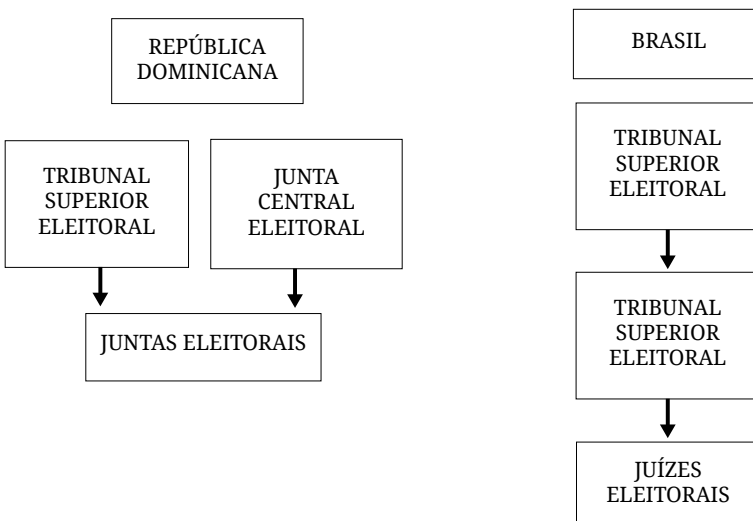 REPÚBLICA
DOMINICANA
TRIBUNAL
SUPERIOR
ELEITORAL
JUNTA
CENTRAL
ELEITORAL
JUNTAS ELEITORAIS
BRASIL
TRIBUNAL
SUPERIOR
ELEITORAL
TRIBUNAL
SUPERIOR
ELEITORAL
JUÍZES
ELEITORAIS